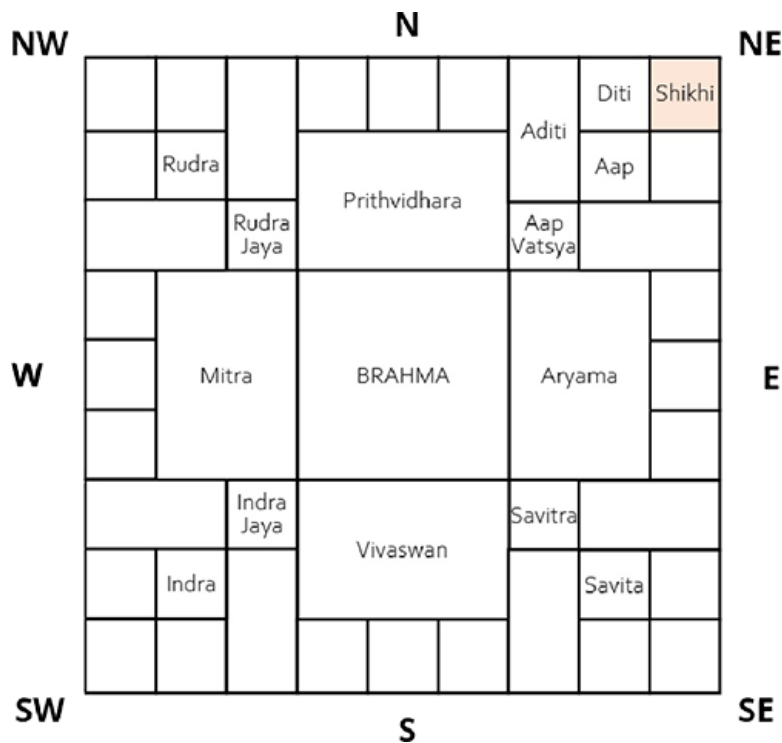 N
NW
NE
Diti
Shikhi
Aditi
Rudra
Aap
Prithvidhara
Rudra
Jaya
Aap
Vatsya
W
Mitra
BRAHMA
Aryama
E
Indra
Jaya
Savitra
Vivaswan
Indra
Savita
SW
S
SE